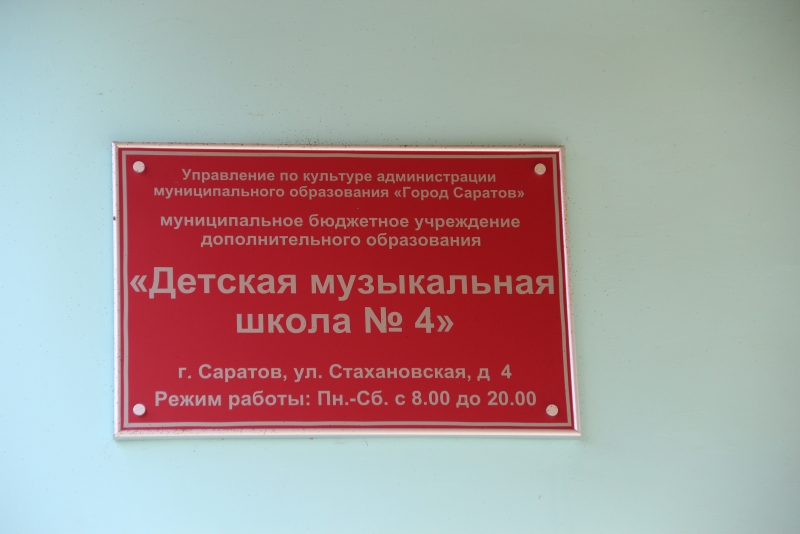 Управление по культуре администрации
муниципального образования «Город Саратов»
муниципальное бюджетное учреждение
дополнительного образования
«Детская музыкальная
школа № 4»
г. Саратов, ул. Стахановская, д 4
Режим работы: Пн.-Сб. с 8.00 до 20.00